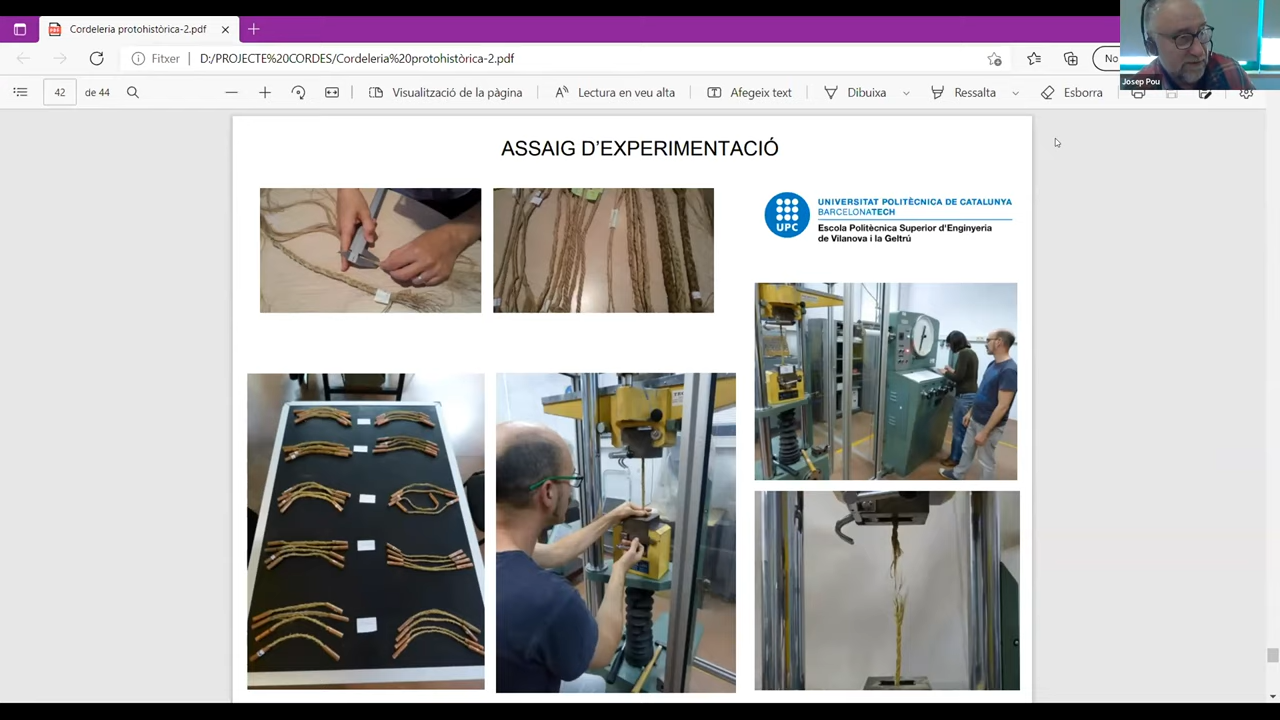 Cordeleria protohistòrica-2.pdf
Fitxer
D:/PROJECTE%20CORDES/Cordeleria%20protohistòrica-2.pdf
No
Josep Pou
42 de 44
Visualització de la pàgina
Lectura en veu alta
Afegeix text
Dibuixa
Ressalta
Esborra
ASSAIG D'EXPERIMENTACIÓ
UPC
UNIVERSITAT POLITÈCNICA DE CATALUNYA
BARCELONATECH
Escola Politècnica Superior d'Enginyeria
de Vilanova i la Geltrú